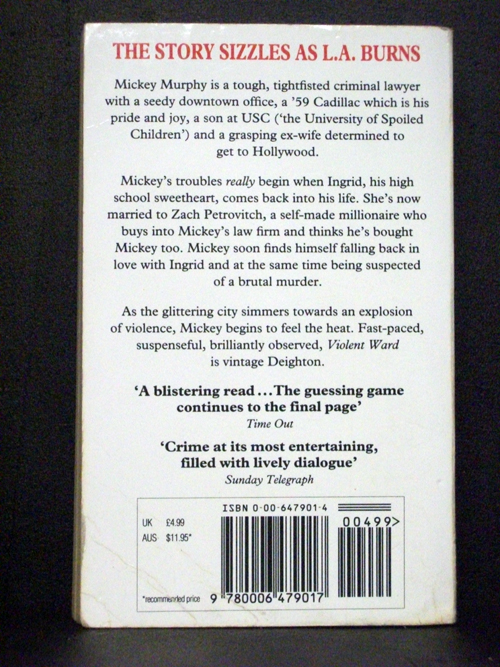 THE STORY SIZZLES AS L.A. BURNS
Mickey Murphy is a tough, tightfisted criminal lawyer
with a seedy downtown office, a ’59 Cadillac which is his
pride and joy, a son at USC (‘the University of Spoiled
Children’) and a grasping ex-wife determined to
get to Hollywood.
Mickey’s troubles really begin when Ingrid, his high
school sweetheart, comes back into his life. She’s now
married to Zach Petrovitch, a self-made millionaire who
buys into Mickey’s law firm and thinks he’s bought
Mickey too. Mickey soon finds himself falling back in
love with Ingrid and at the same time being suspected
of a brutal murder.
As the glittering city simmers towards an explosion
of violence, Mickey begins to feel the heat. Fast-paced,
suspenseful, brilliantly observed, Violent Ward
is vintage Deighton.
‘A blistering read...The guessing game
continues to the final page’
Time Out
‘Crime at its most entertaining,
filled with lively dialogue’
Sunday Telegraph
ISBN 0-00-647901-4
UK £4.99
AUS $11.95*
00499>
*recommended price
9 780006 479017